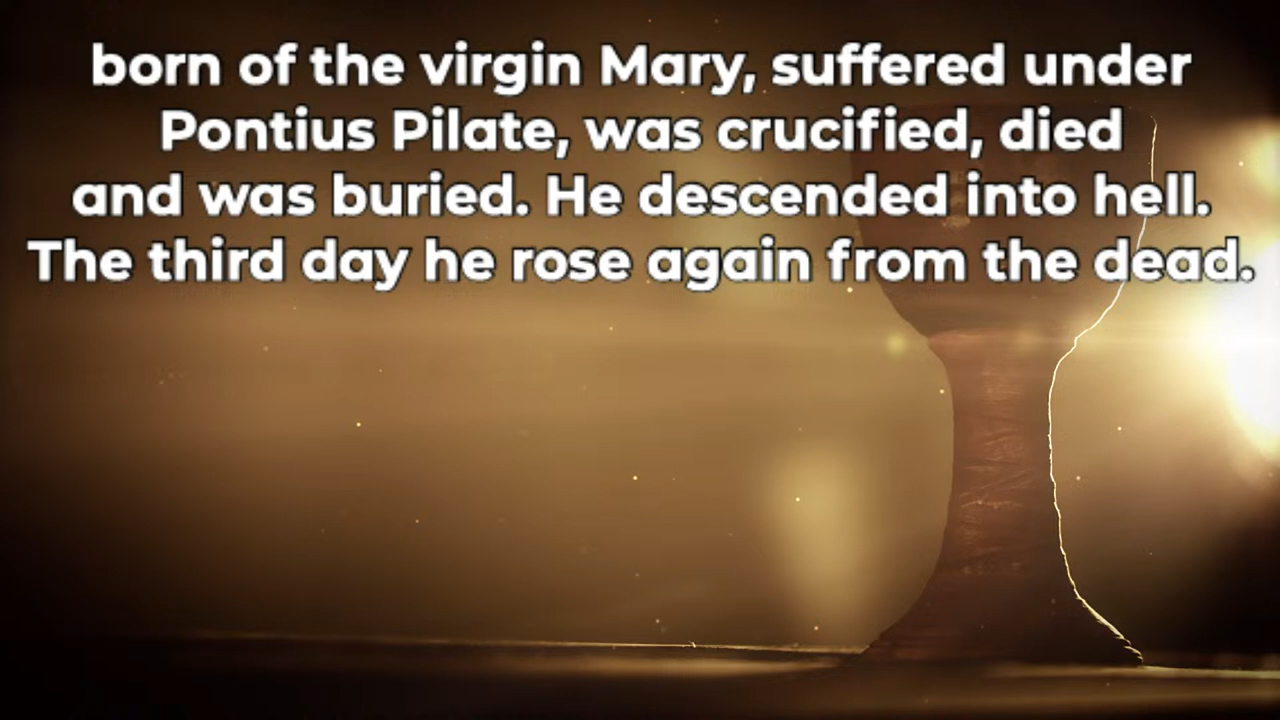 born of the virgin Mary, suffered under
Pontius Pilate, was crucified, died
and was buried. He descended into hell.
The third day he rose again from the dead.